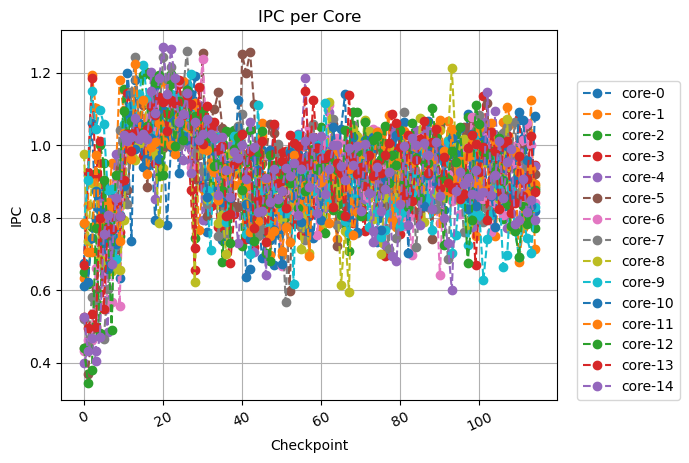 IPC per Core
1.2
1.0
0.8
0.6
0.4
IPC
0
20
40
60
80
100
Checkpoint
core-0
core-1
core-2
core-3
core-4
core-5
core-6
core-7
core-8
core-9
core-10
core-11
core-12
core-13
core-14